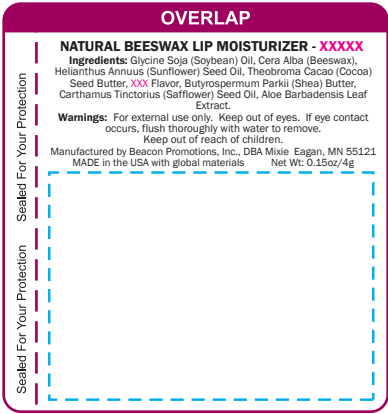 OVERLAP
NATURAL BEESWAX LIP MOISTURIZER - XXXXX
Ingredients: Glycine Soja (Soybean) Oil, Cera Alba (Beeswax),
Helianthus Annuus (Sunflower) Seed Oil, Theobroma Cacao (Cocoa)
Seed Butter, XXX Flavor, Butyrospermum Parkii (Shea) Butter,
Carthamus Tinctorius (Safflower) Seed Oil, Aloe Barbadensis Leaf
Extract.
Warnings: For external use only. Keep out of eyes. If eye contact
occurs, flush thoroughly with water to remove.
Keep out of reach of children.
Manufactured by Beacon Promotions, Inc., DBA Mixie Eagan, MN 55121
MADE in the USA with global materials Net Wt: 0.15oz/4g
Sealed For Your Protection
Sealed For Your Protection